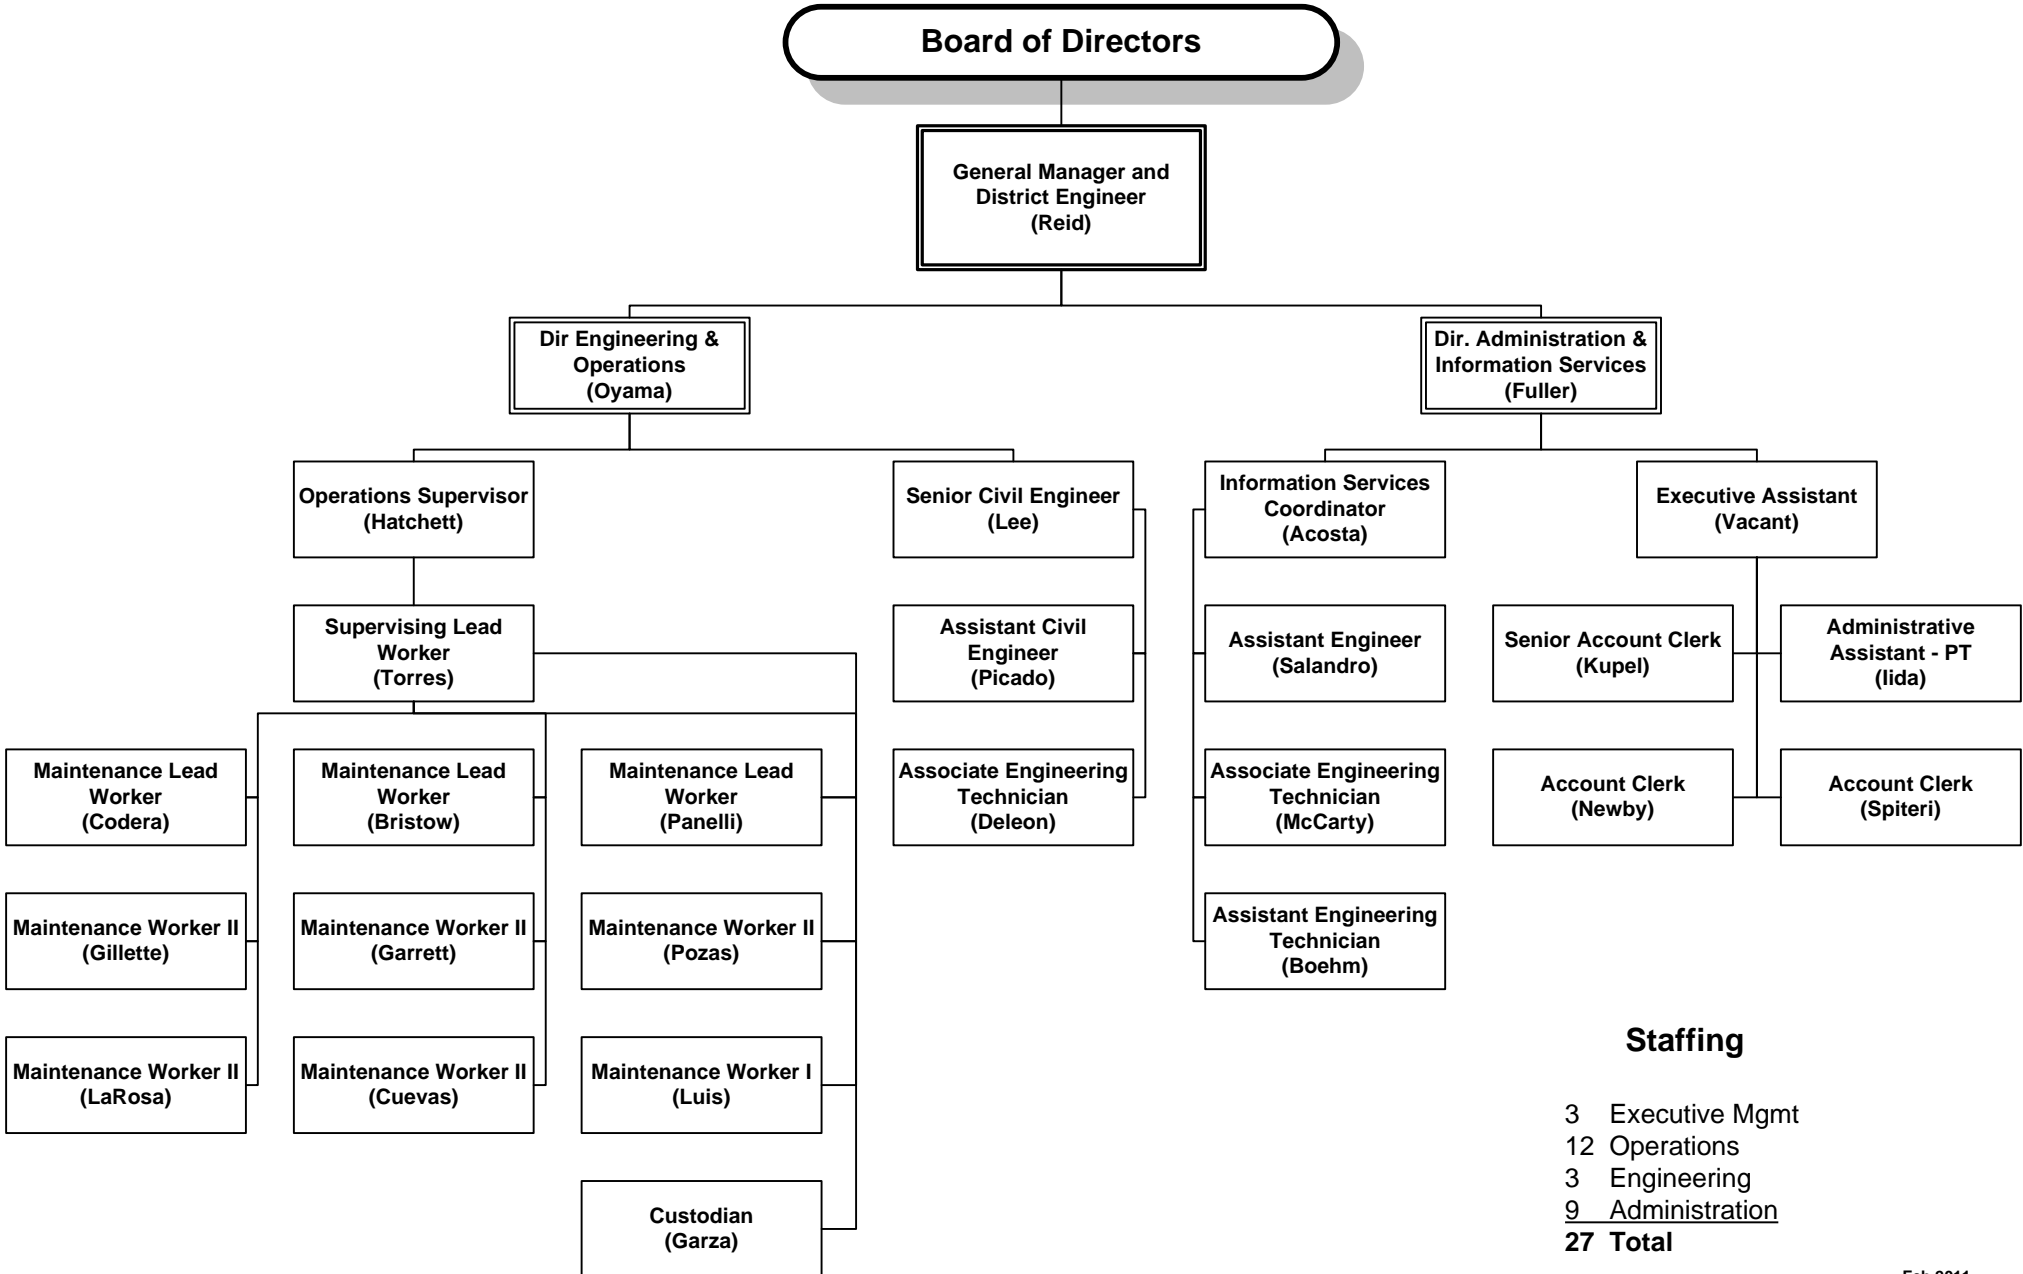 Board of Directors
General Manager and
District Engineer
(Reid)
Dir Engineering &
Operations
(Oyama)
Dir. Administration &
Information Services
(Fuller)
Operations Supervisor
(Hatchett)
Senior Civil Engineer
(Lee)
Information Services
Coordinator
(Acosta)
Executive Assistant
(Vacant)
Supervising Lead
Worker
(Torres)
Assistant Civil
Engineer
(Picado)
Assistant Engineer
(Salandro)
Senior Account Clerk
(Kupel)
Administrative
Assistant - PT
(Iida)
Maintenance Lead
Worker
(Codera)
Maintenance Lead
Worker
(Bristow)
Maintenance Lead
Worker
(Panelli)
Associate Engineering
Technician
(Deleon)
Associate Engineering
Technician
(McCarty)
Account Clerk
(Newby)
Account Clerk
(Spiteri)
Maintenance Worker II
(Gillette)
Maintenance Worker II
(Garrett)
Maintenance Worker II
(Pozas)
Assistant Engineering
Technician
(Boehm)
Maintenance Worker II
(LaRosa)
Maintenance Worker II
(Cuevas)
Maintenance Worker I
(Luis)
Custodian
(Garza)
Staffing
3 Executive Mgmt
12 Operations
3 Engineering
9 Administration
27 Total
Feb 2011